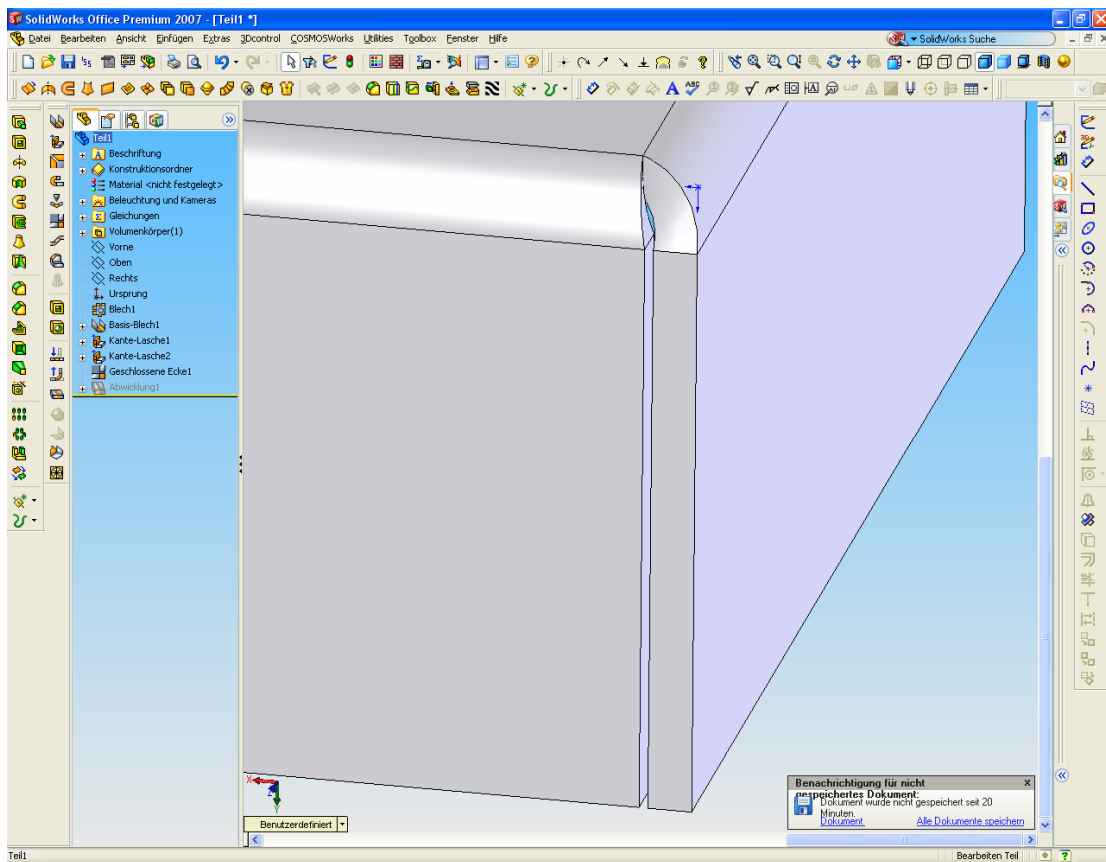 SolidWorks Office Premium 2007 - [Teil1 *]
Datei Bearbeiten Ansicht Einfügen Extras 3Dcontrol COSMOSWorks Utilities Toolbox Fenster Hilfe
SolidWorks Suche
Teil1
Beschriftung
Konstruktionsordner
Material <nicht festgelegt>
Beleuchtung und Kameras
Gleichungen
Volumenkörper(1)
Vorne
Oben
Rechts
Ursprung
Blech1
Basis-Blech1
Kante-Lasche1
Kante-Lasche2
Geschlossene Ecke1
Abwicklung1
X
Y
Z
Benutzerdefiniert
Benachrichtigung für nicht
gespeichertes Dokument:
Dokument wurde nicht gespeichert seit 20
Minuten.
Dokument Alle Dokumente speichern
Teil1
Bearbeiten Teil